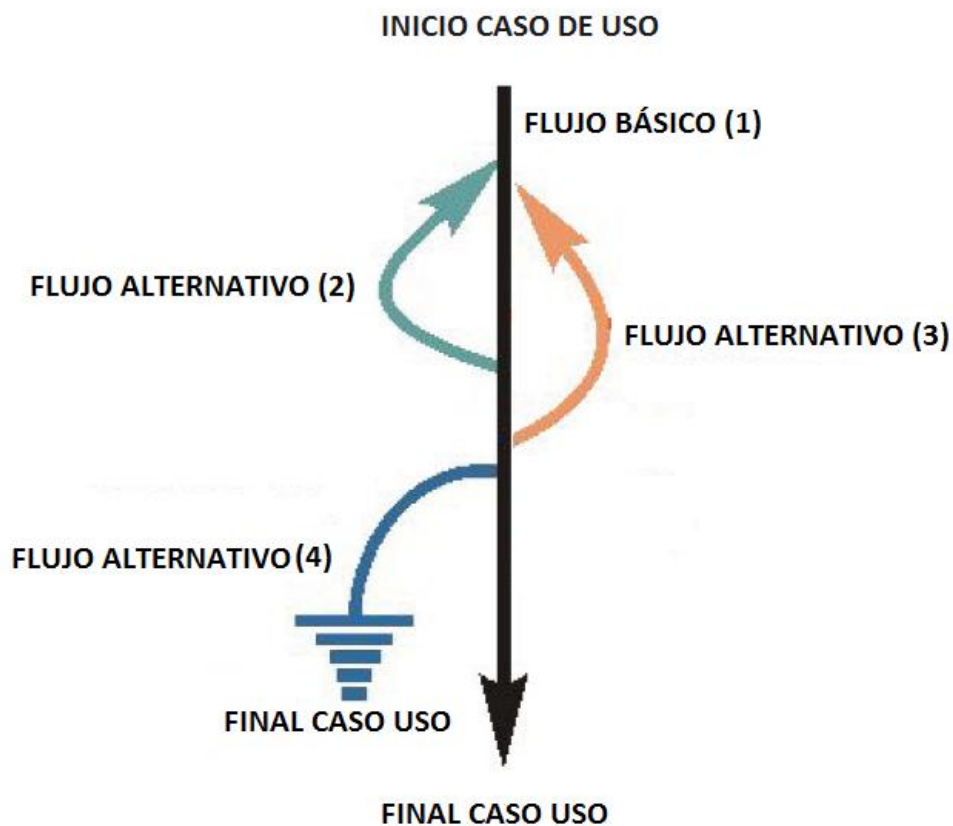 INICIO CASO DE USO
FLUJO BÁSICO (1)
FLUJO ALTERNATIVO (2)
FLUJO ALTERNATIVO (3)
FLUJO ALTERNATIVO (4)
FINAL CASO USO
FINAL CASO USO